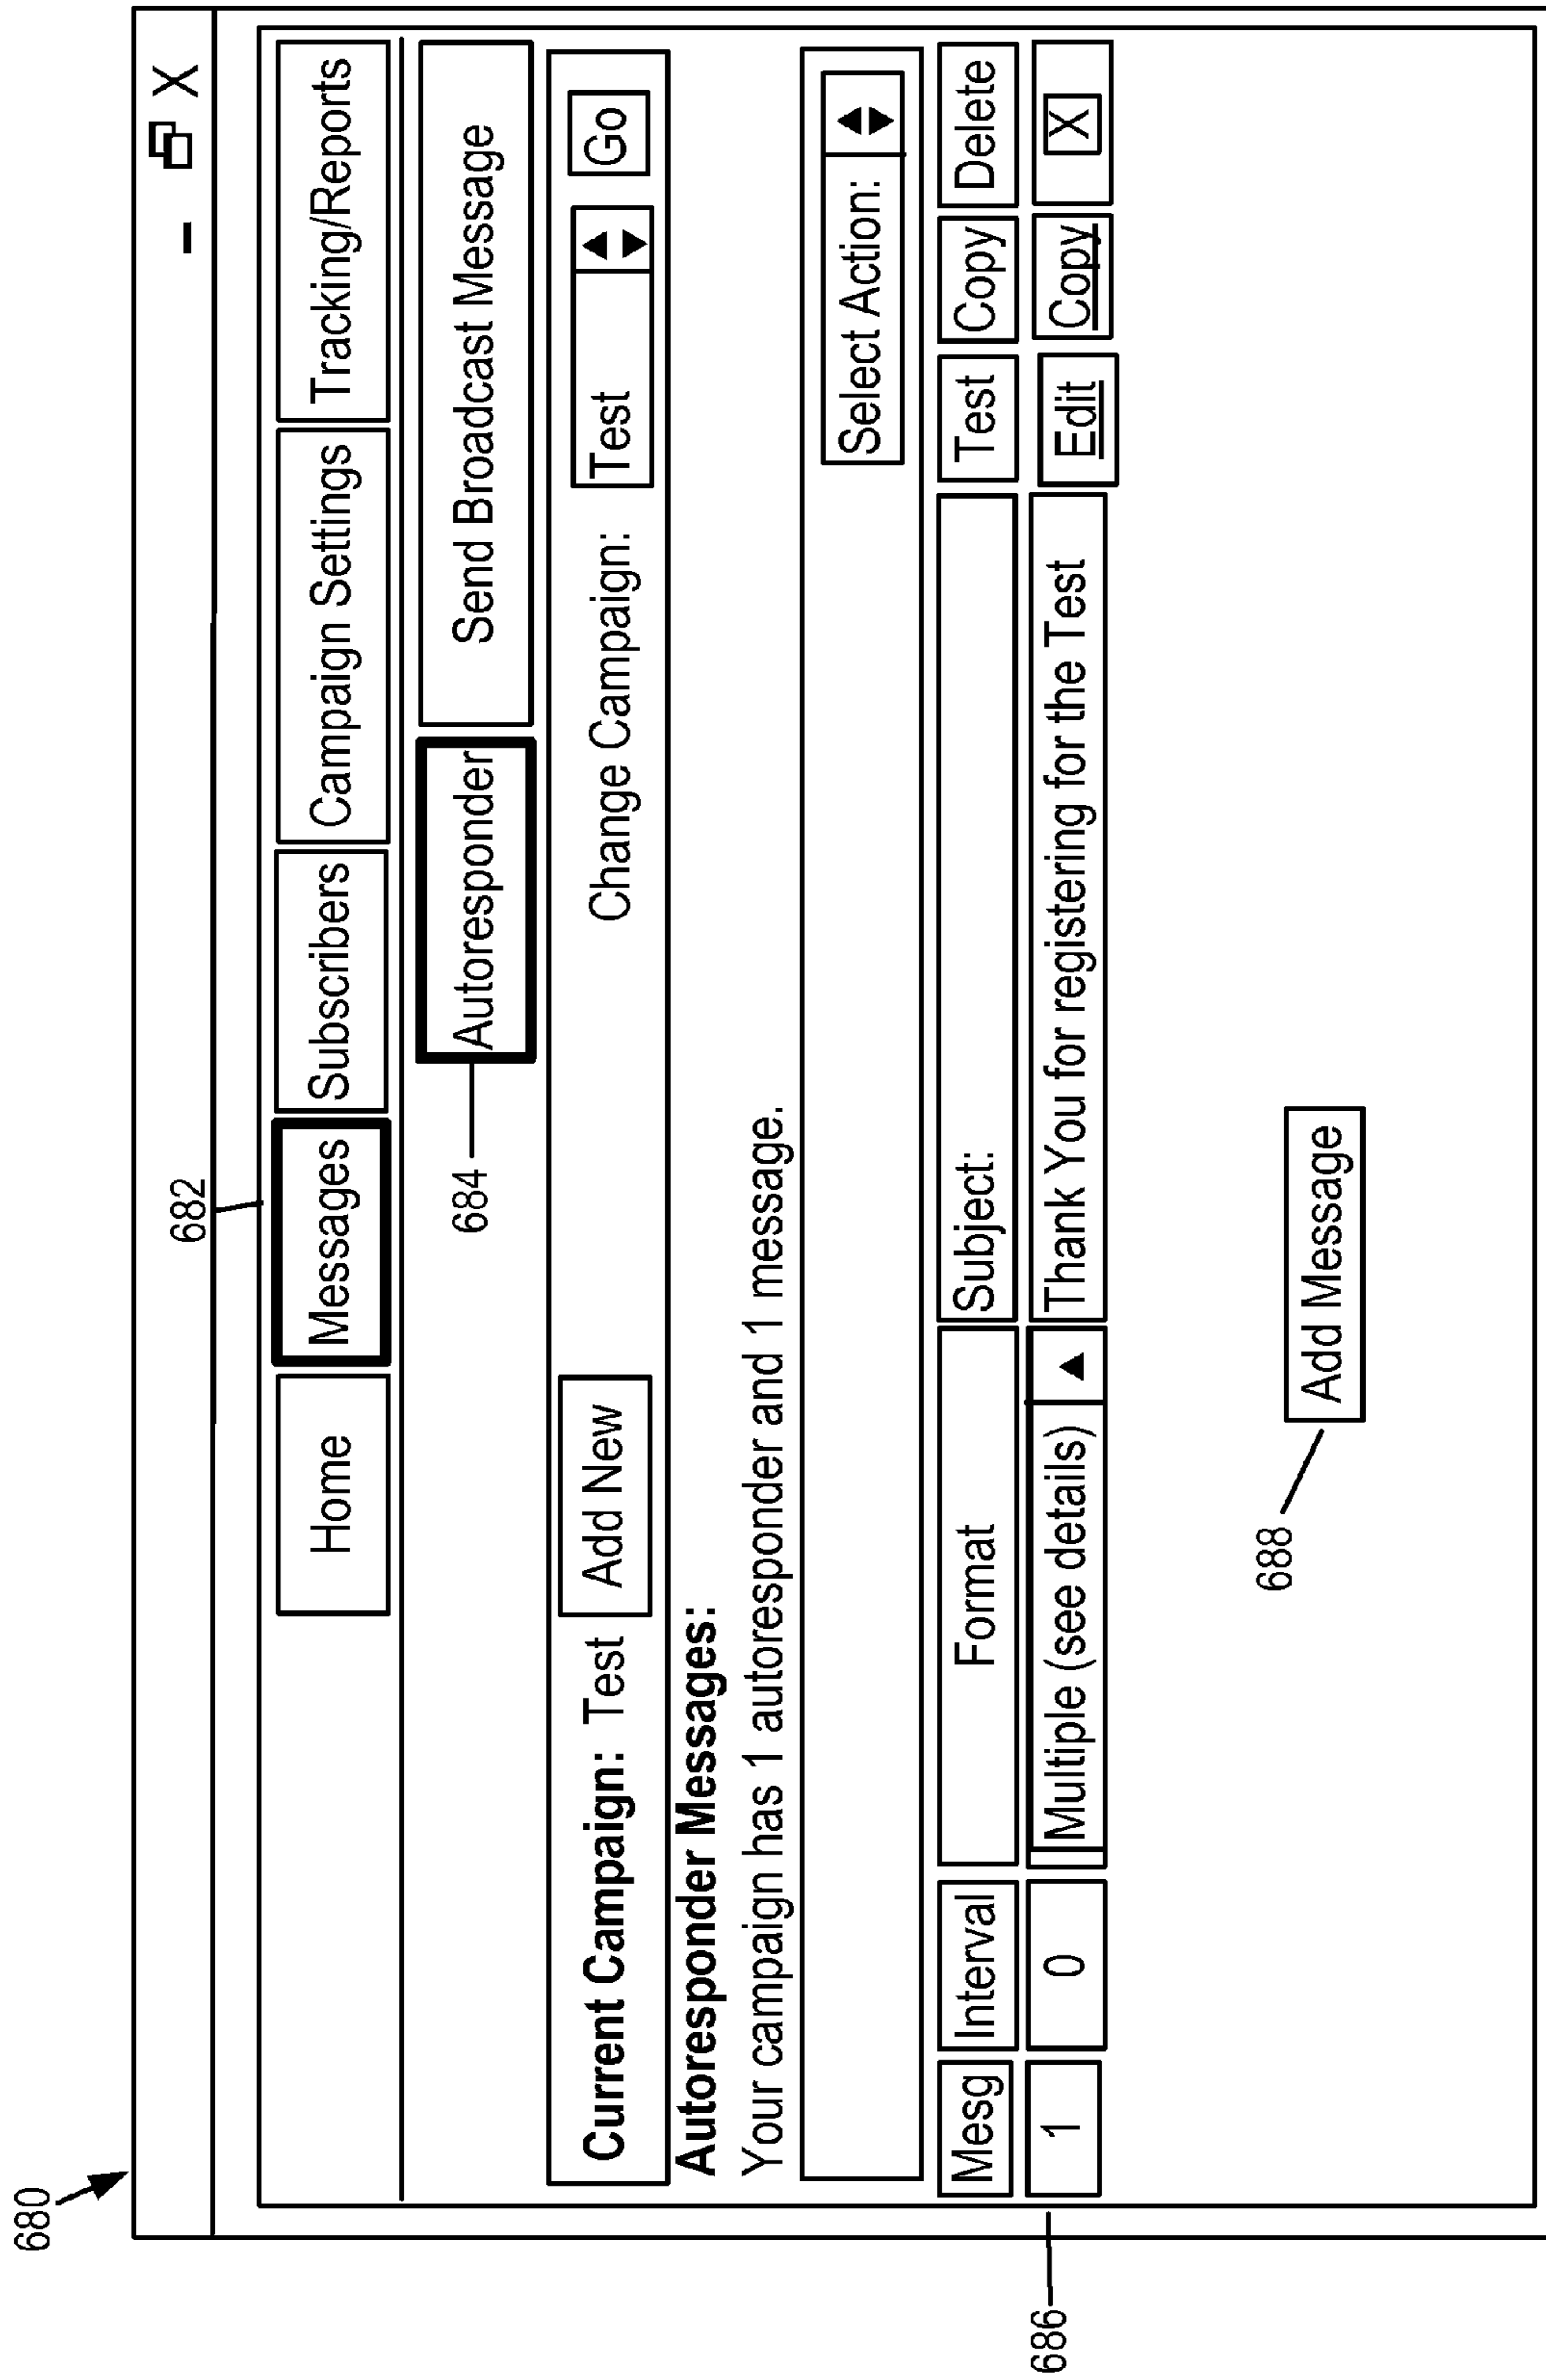 680
682
X
Home Messages Subscribers Campaign Settings Tracking/Reports
684 Autoresponder Send Broadcast Message
Current Campaign: Test Add New Change Campaign: Test Go
Autoresponder Messages:
Your campaign has 1 autoresponder and 1 message.
Select Action:
Mesg Interval Format Subject: Test Copy Delete
686 1 0 Multiple (see details) Thank You for registering for the Test Edit Copy X
688 Add Message